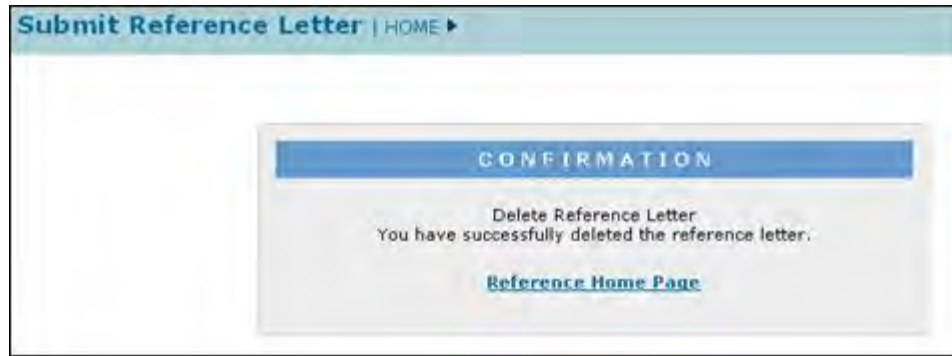 Submit Reference Letter | HOME ▶
CONFIRMATION
Delete Reference Letter
You have successfully deleted the reference letter.
Reference Home Page